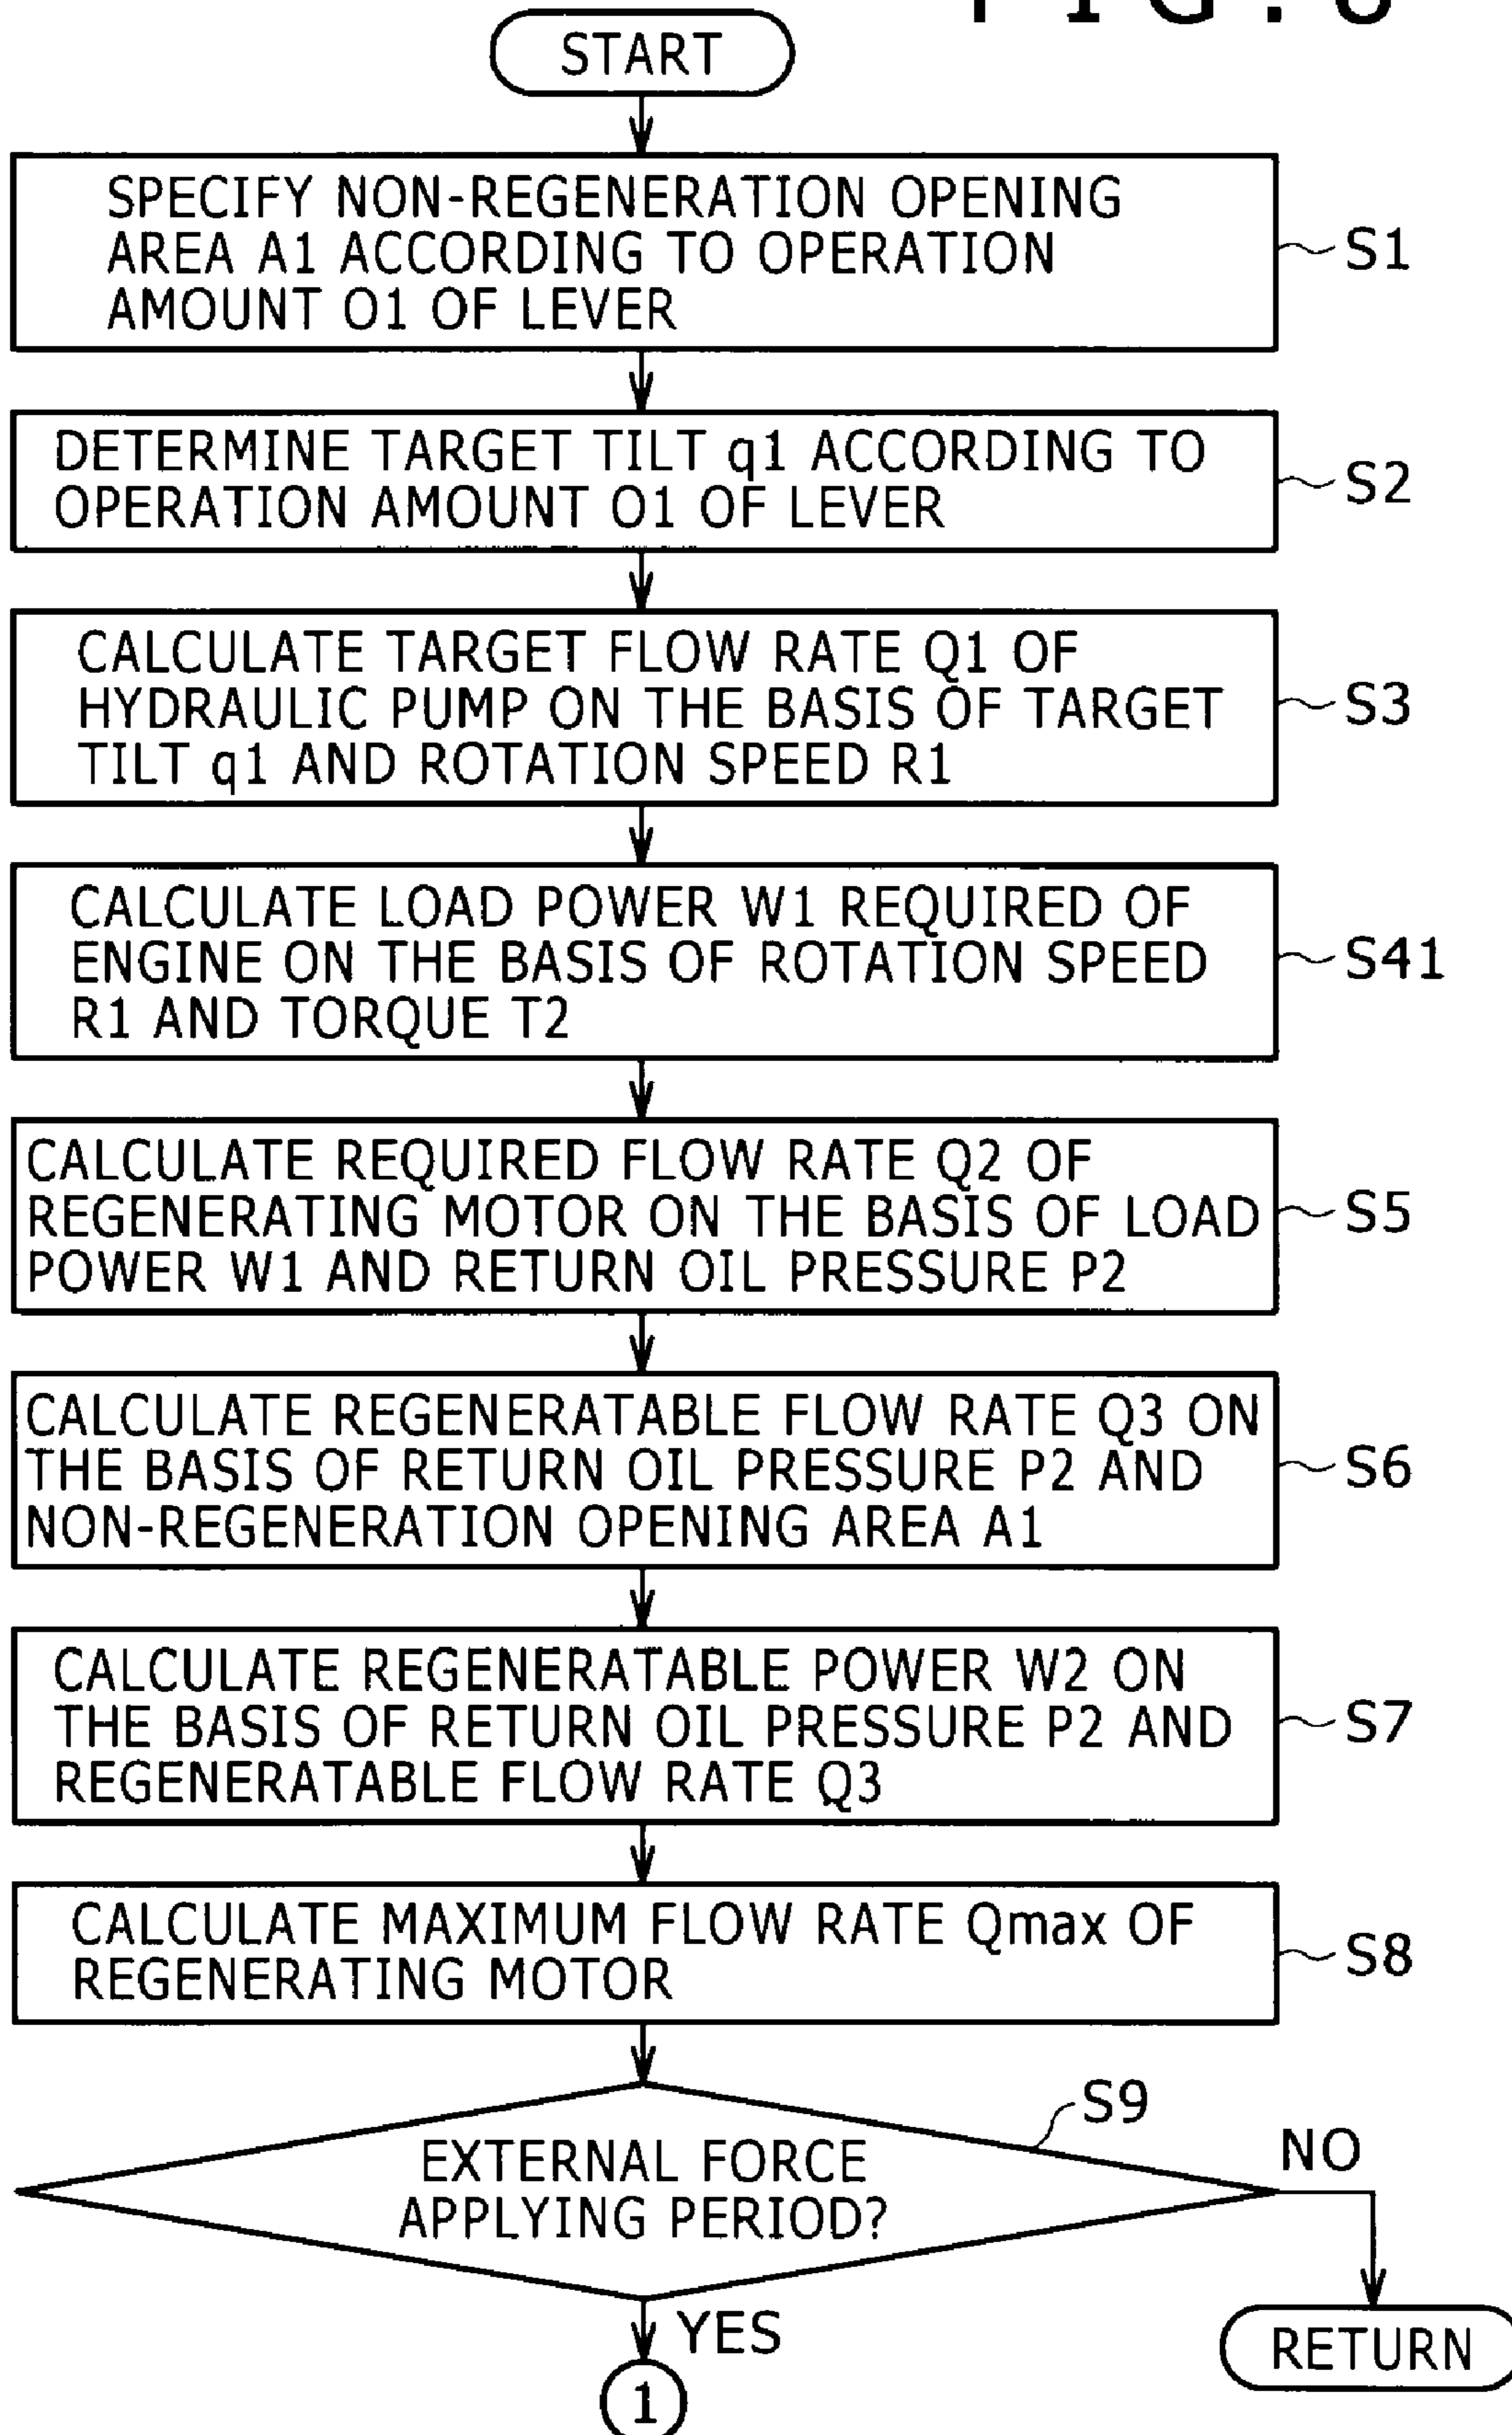 START
SPECIFY NON-REGENERATION OPENING
AREA A1 ACCORDING TO OPERATION
AMOUNT O1 OF LEVER
S1
DETERMINE TARGET TILT q1 ACCORDING TO
OPERATION AMOUNT O1 OF LEVER
S2
CALCULATE TARGET FLOW RATE Q1 OF
HYDRAULIC PUMP ON THE BASIS OF TARGET
TILT q1 AND ROTATION SPEED R1
S3
CALCULATE LOAD POWER W1 REQUIRED OF
ENGINE ON THE BASIS OF ROTATION SPEED
R1 AND TORQUE T2
S41
CALCULATE REQUIRED FLOW RATE Q2 OF
REGENERATING MOTOR ON THE BASIS OF LOAD
POWER W1 AND RETURN OIL PRESSURE P2
S5
CALCULATE REGENERATABLE FLOW RATE Q3 ON
THE BASIS OF RETURN OIL PRESSURE P2 AND
NON-REGENERATION OPENING AREA A1
S6
CALCULATE REGENERATABLE POWER W2 ON
THE BASIS OF RETURN OIL PRESSURE P2 AND
REGENERATABLE FLOW RATE Q3
S7
CALCULATE MAXIMUM FLOW RATE Qmax OF
REGENERATING MOTOR
S8
S9
EXTERNAL FORCE
APPLYING PERIOD?
NO
YES
RETURN
1